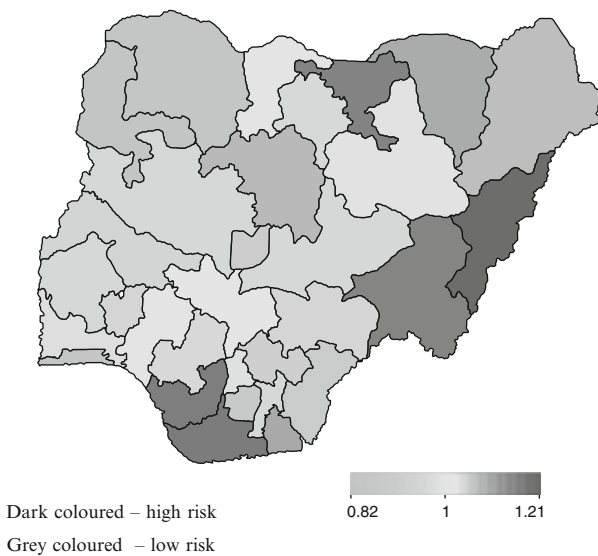 0.82 1 1.21
Dark coloured – high risk
Grey coloured – low risk